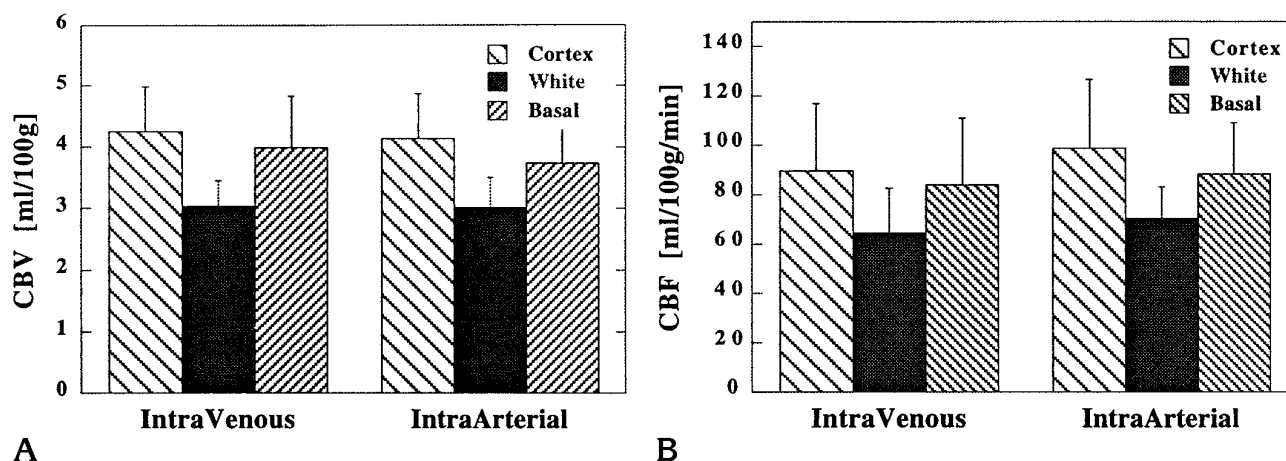 6
5
4
3
2
1
0
CBV [ml/100g]
Cortex
White
Basal
IntraVenous IntraArterial
A
140
120
100
80
60
40
20
0
CBF [ml/100g/min]
Cortex
White
Basal
IntraVenous IntraArterial
B